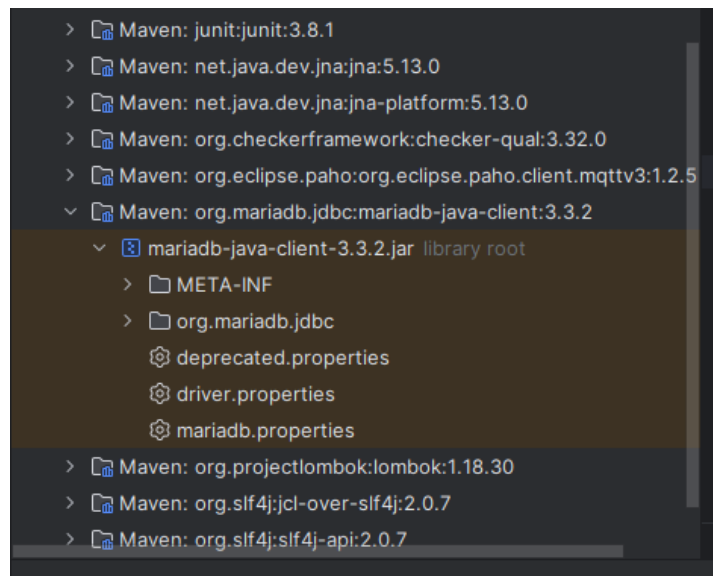 Maven: junit:junit:3.8.1
Maven: net.java.dev.jna:jna:5.13.0
Maven: net.java.dev.jna:jna-platform:5.13.0
Maven: org.checkerframework:checker-qual:3.32.0
Maven: org.eclipse.paho:org.eclipse.paho.client.mqttv3:1.2.5
Maven: org.mariadb.jdbc:mariadb-java-client:3.3.2
mariadb-java-client-3.3.2.jar library root
META-INF
org.mariadb.jdbc
deprecated.properties
driver.properties
mariadb.properties
Maven: org.projectlombok:lombok:1.18.30
Maven: org.slf4j:jcl-over-slf4j:2.0.7
Maven: org.slf4j:slf4j-api:2.0.7